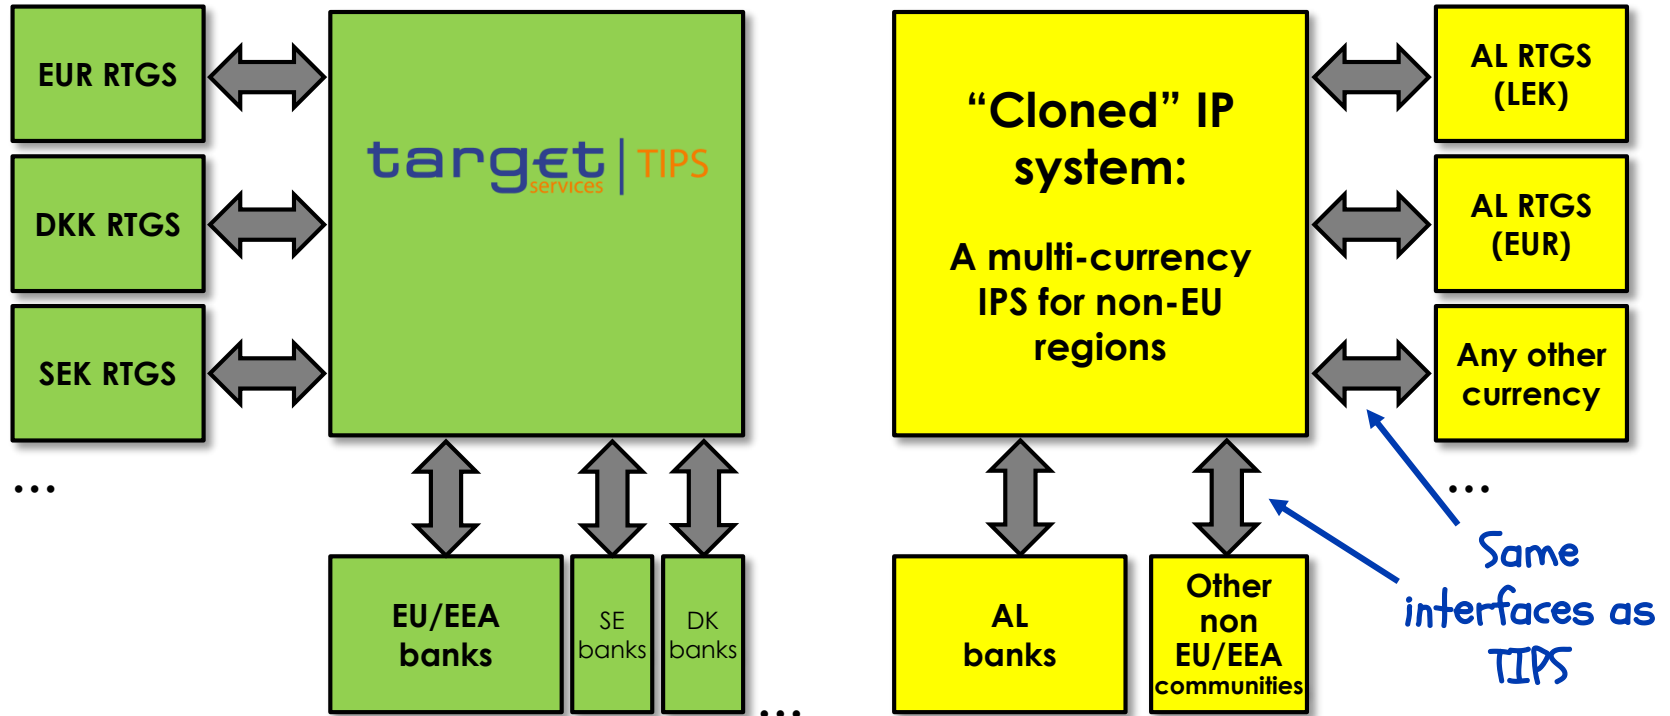 EUR RTGS
DKK RTGS
SEK RTGS
...
target
services
TIPS
EU/EEA
banks
SE
banks
DK
banks
...
“Cloned” IP
system:
A multi-currency
IPS for non-EU
regions
AL RTGS
(LEK)
AL RTGS
(EUR)
Any other
currency
...
AL
banks
Other
non
EU/EEA
communities
Same
interfaces as
TIPS